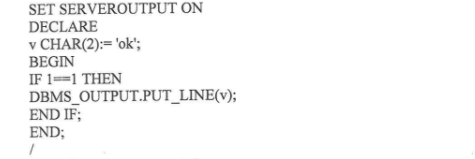 SET SERVEROUTPUT ON
DECLARE
v CHAR(2):= 'ok';
BEGIN
IF 1==1 THEN
DBMS_OUTPUT.PUT_LINE(v);
END IF;
END;
/